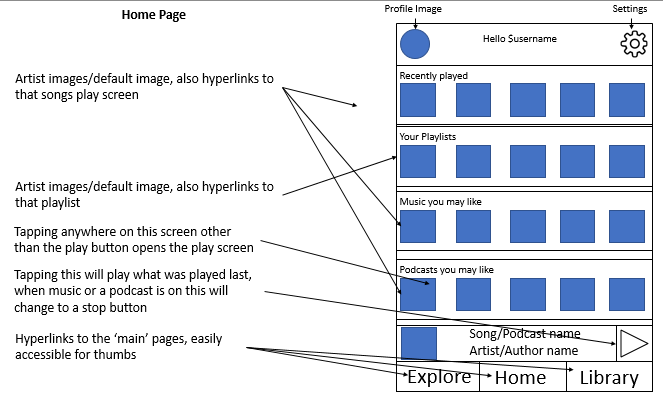 Home Page
Profile Image
Settings
Hello $username
Artist images/default image, also hyperlinks to
that songs play screen
Recently played
Your Playlists
Artist images/default image, also hyperlinks to
that playlist
Music you may like
Tapping anywhere on this screen other
than the play button opens the play screen
Podcasts you may like
Tapping this will play what was played last,
when music or a podcast is on this will
change to a stop button
Song/Podcast name
Artist/Author name
Hyperlinks to the ‘main’ pages, easily
accessible for thumbs
Explore
Home
Library